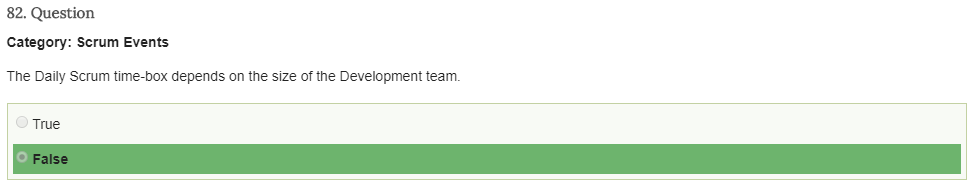 82. Question
Category: Scrum Events
The Daily Scrum time-box depends on the size of the Development team.
True
False